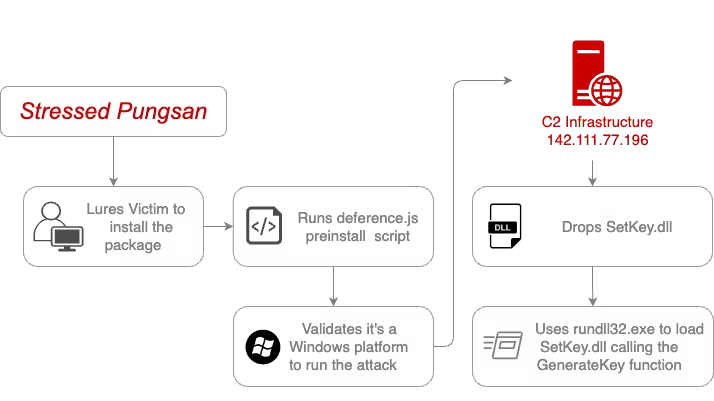 Stressed Pungsan
Lures Victim to
install the
package
Runs deference.js
preinstall script
Validates it's a
Windows platform
to run the attack
C2 Infrastructure
142.111.77.196
DLL
Drops SetKey.dll
Uses rundll32.exe to load
SetKey.dll calling the
GenerateKey function